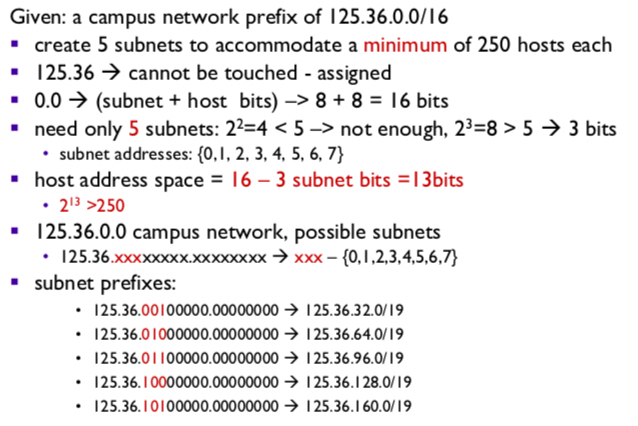 Given: a campus network prefix of 125.36.0.0/16
▪ create 5 subnets to accommodate a minimum of 250 hosts each
▪ 125.36 → cannot be touched - assigned
▪ 0.0 → (subnet + host bits) –> 8 + 8 = 16 bits
▪ need only 5 subnets: 2²=4 < 5 –> not enough, 2³=8 > 5 → 3 bits
• subnet addresses: {0,1, 2, 3, 4, 5, 6, 7}
▪ host address space = 16 – 3 subnet bits =13bits
• 2¹³ >250
▪ 125.36.0.0 campus network, possible subnets
• 125.36.xxxxxxxx.xxxxxxxx → xxx – {0,1,2,3,4,5,6,7}
▪ subnet prefixes:
• 125.36.00100000.00000000 → 125.36.32.0/19
• 125.36.01000000.00000000 → 125.36.64.0/19
• 125.36.01100000.00000000 → 125.36.96.0/19
• 125.36.10000000.00000000 → 125.36.128.0/19
• 125.36.10100000.00000000 → 125.36.160.0/19